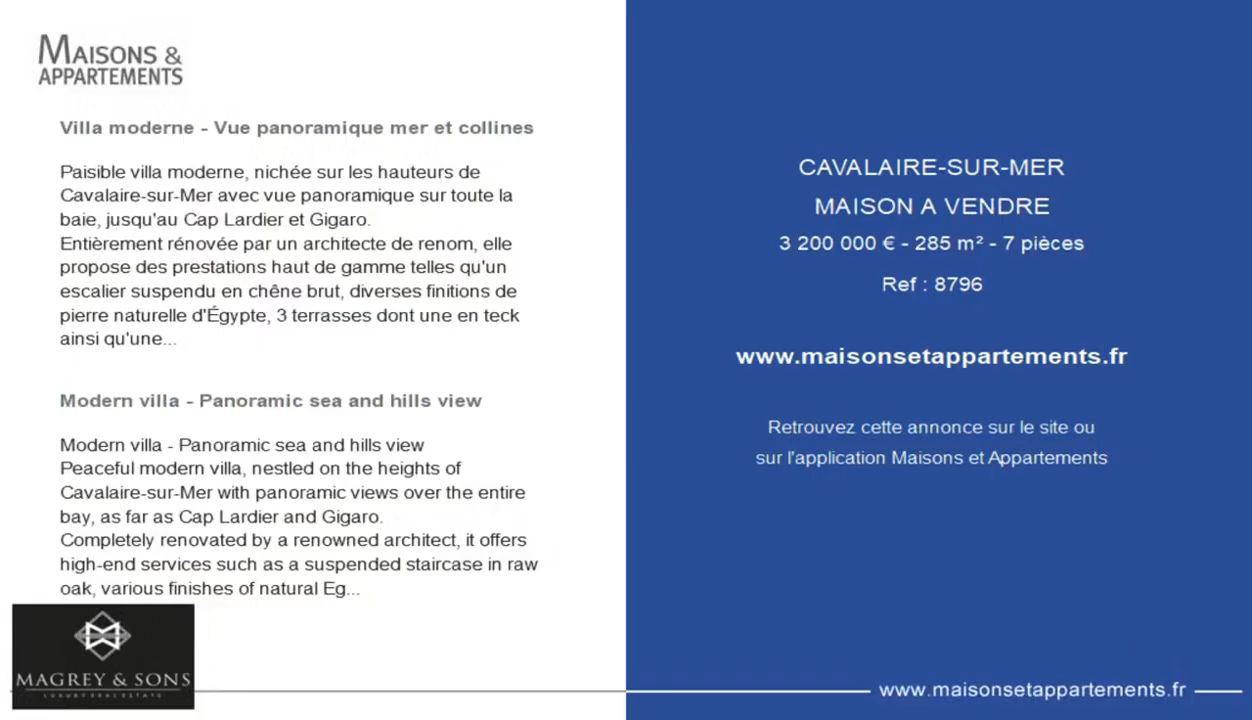 MAISONS &
APPARTEMENTS
Villa moderne - Vue panoramique mer et collines
Paisible villa moderne, nichée sur les hauteurs de
Cavalaire-sur-Mer avec vue panoramique sur toute la
baie, jusqu'au Cap Lardier et Gigaro.
Entièrement rénovée par un architecte de renom, elle
propose des prestations haut de gamme telles qu'un
escalier suspendu en chêne brut, diverses finitions de
pierre naturelle d'Égypte, 3 terrasses dont une en teck
ainsi qu'une...
Modern villa - Panoramic sea and hills view
Modern villa - Panoramic sea and hills view
Peaceful modern villa, nestled on the heights of
Cavalaire-sur-Mer with panoramic views over the entire
bay, as far as Cap Lardier and Gigaro.
Completely renovated by a renowned architect, it offers
high-end services such as a suspended staircase in raw
oak, various finishes of natural Eg...
MAGREY & SONS
LUXURY REAL ESTATE
CAVALAIRE-SUR-MER
MAISON A VENDRE
3 200 000 € - 285 m² - 7 pièces
Ref : 8796
www.maisonsetappartements.fr
Retrouvez cette annonce sur le site ou
sur l'application Maisons et Appartements
www.maisonsetappartements.fr